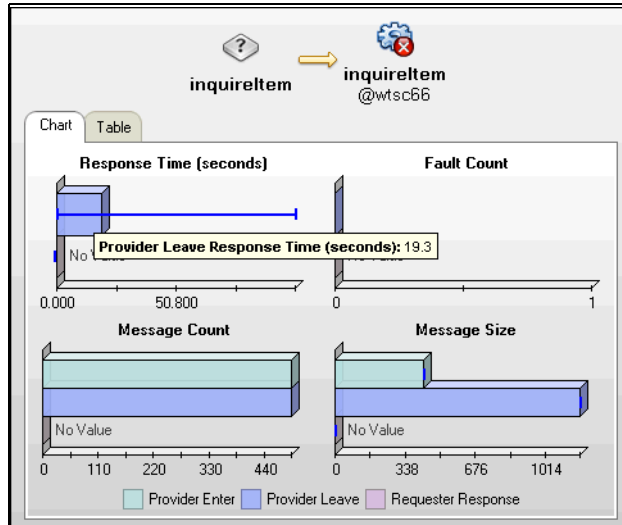 inquireItem
inquireItem
@wtsc66
Chart
Table
Response Time (seconds)
Fault Count
Provider Leave Response Time (seconds): 19.3
No Value
0.000 50.800
0 1
Message Count
Message Size
No Value
No Value
0 110 220 330 440
0 338 676 1014
Provider Enter Provider Leave Requester Response